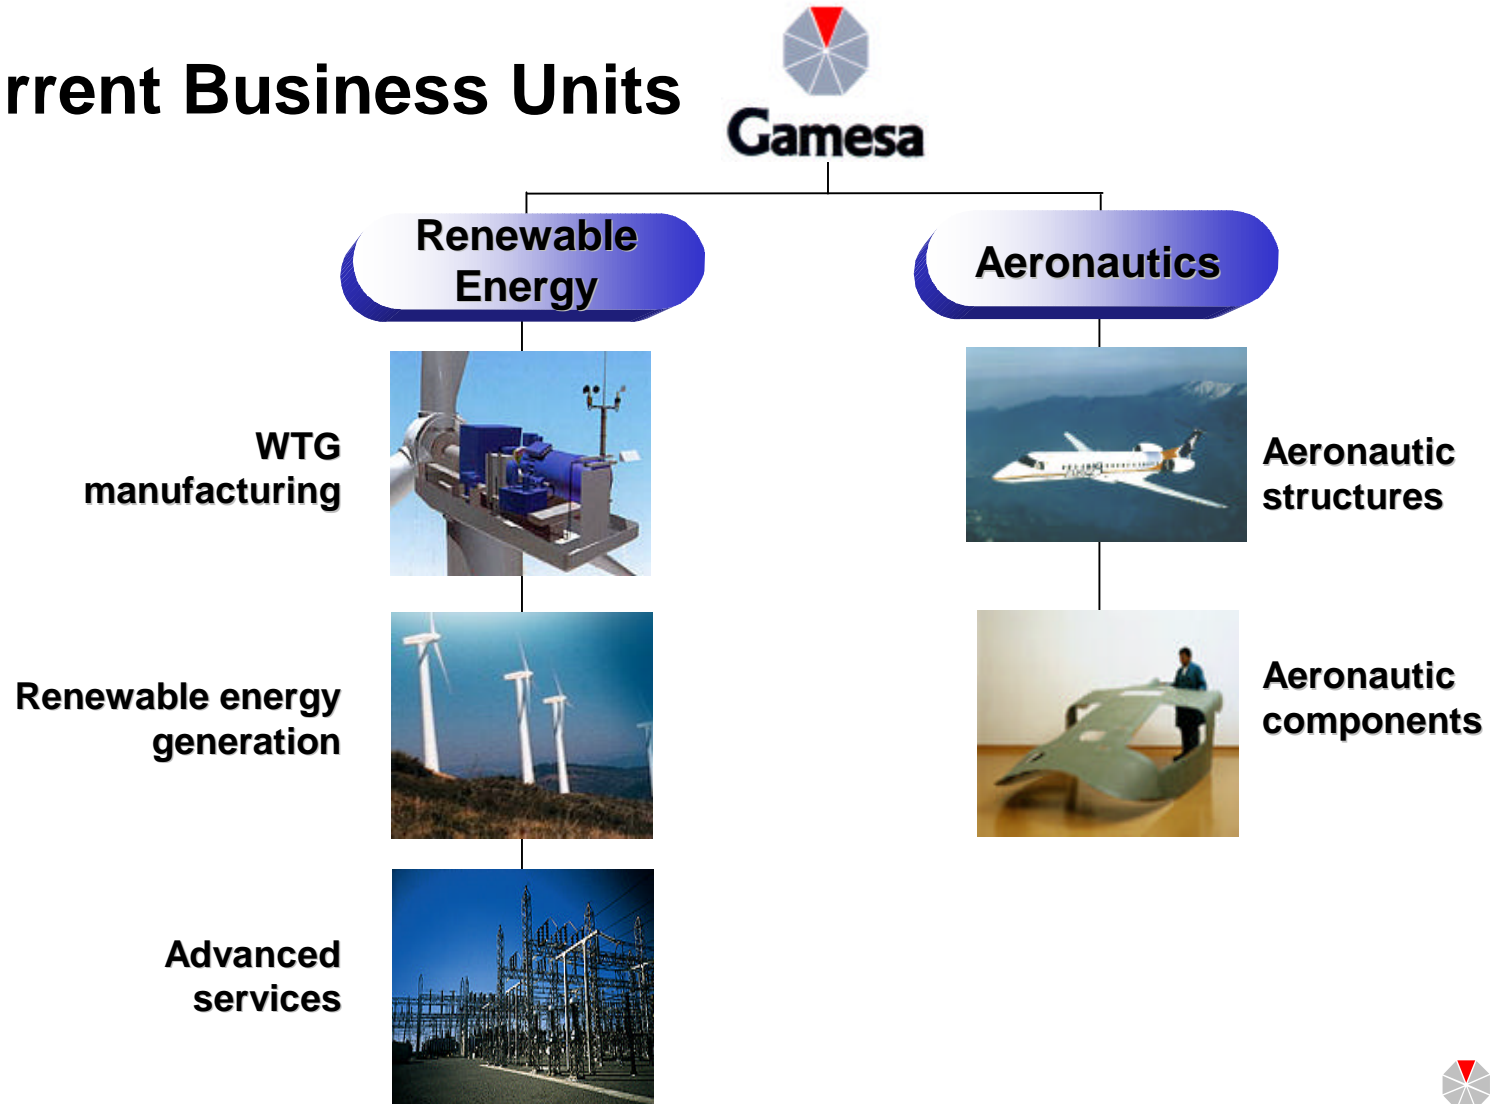 rrent Business Units
Gamesa
Renewable
Energy
Aeronautics
WTG
manufacturing
Aeronautic
structures
Renewable energy
generation
Aeronautic
components
Advanced
services